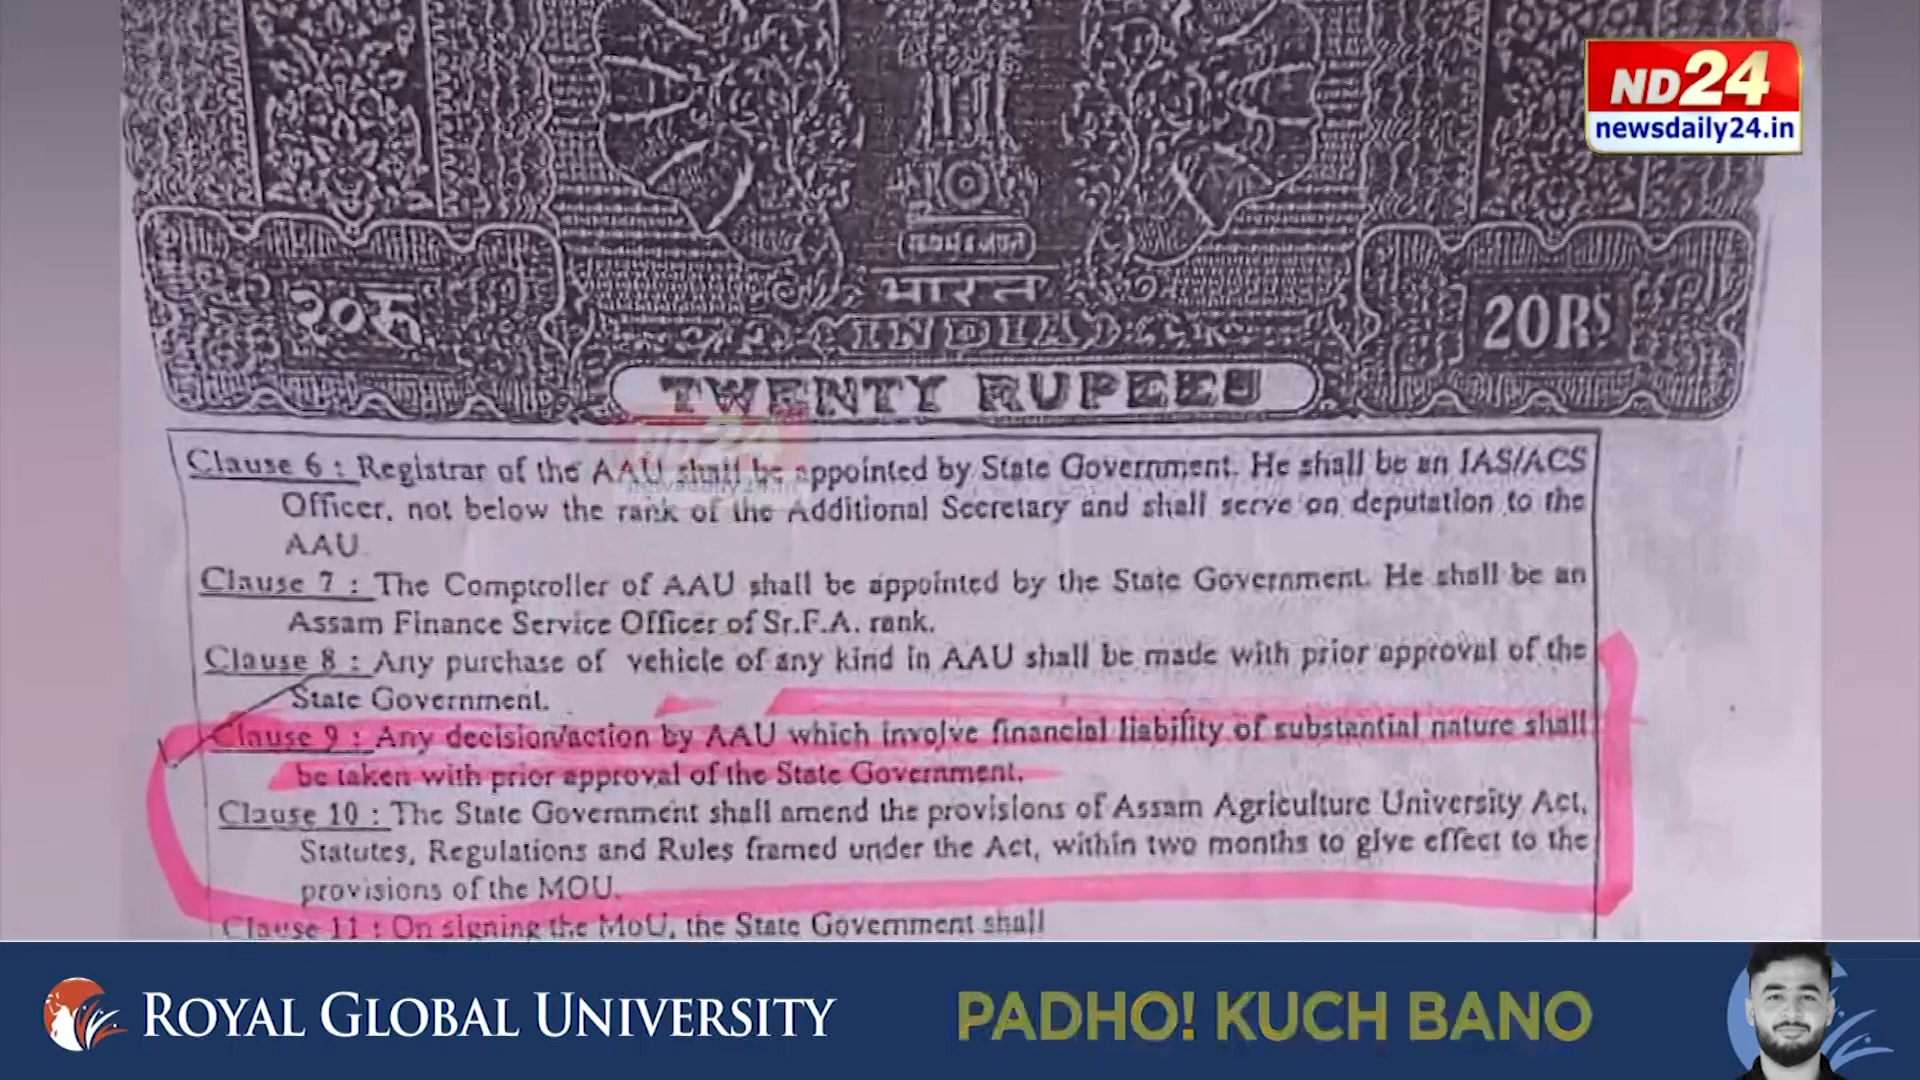 ND24
newsdaily24.in
२०रू
भारत
INDIA
20RS
TWENTY RUPEES
ND24
newsdaily24.in
Clause 6 : Registrar of the AAU shall be appointed by State Government. He shall be an IAS/ACS
Officer, not below the rank of the Additional Secretary and shall serve on deputation to the
AAU
Clause 7 : The Comptroller of AAU shall be appointed by the State Government. He shall be an
Assam Finance Service Officer of Sr.F.A. rank.
Clause 8 : Any purchase of vehicle of any kind in AAU shall be made with prior approval of the
State Government.
Clause 9 : Any decision/action by AAU which involve financial liability of substantial nature shall
be taken with prior approval of the State Government.
Clause 10 : The State Government shall amend the provisions of Assam Agriculture University Act,
Statutes, Regulations and Rules framed under the Act, within two months to give effect to the
provisions of the MOU.
Clause 11 : On signing the MoU, the State Government shall
ROYAL GLOBAL UNIVERSITY
PADHO! KUCH BANO